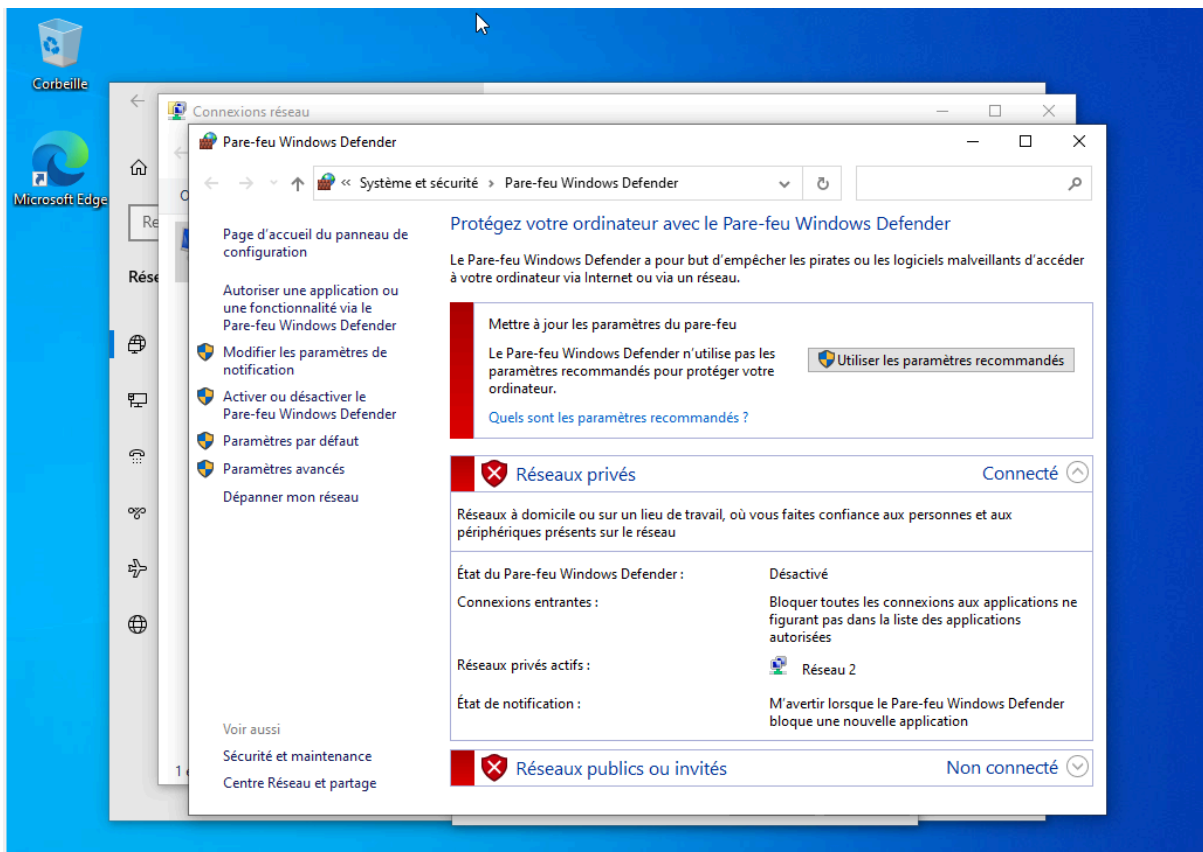 Corbeille
Microsoft Edge
Connexions réseau
Pare-feu Windows Defender
« Système et sécurité › Pare-feu Windows Defender
Page d'accueil du panneau de
configuration
Autoriser une application ou
une fonctionnalité via le
Pare-feu Windows Defender
Modifier les paramètres de
notification
Activer ou désactiver le
Pare-feu Windows Defender
Paramètres par défaut
Paramètres avancés
Dépanner mon réseau
Voir aussi
Sécurité et maintenance
Centre Réseau et partage
Protégez votre ordinateur avec le Pare-feu Windows Defender
Le Pare-feu Windows Defender a pour but d'empêcher les pirates ou les logiciels malveillants d'accéder
à votre ordinateur via Internet ou via un réseau.
Mettre à jour les paramètres du pare-feu
Le Pare-feu Windows Defender n'utilise pas les
paramètres recommandés pour protéger votre
ordinateur.
Utiliser les paramètres recommandés
Quels sont les paramètres recommandés ?
Réseaux privés Connecté
Réseaux à domicile ou sur un lieu de travail, où vous faites confiance aux personnes et aux
périphériques présents sur le réseau
État du Pare-feu Windows Defender : Désactivé
Connexions entrantes : Bloquer toutes les connexions aux applications ne
figurant pas dans la liste des applications
autorisées
Réseaux privés actifs : Réseau 2
État de notification : M'avertir lorsque le Pare-feu Windows Defender
bloque une nouvelle application
Réseaux publics ou invités Non connecté